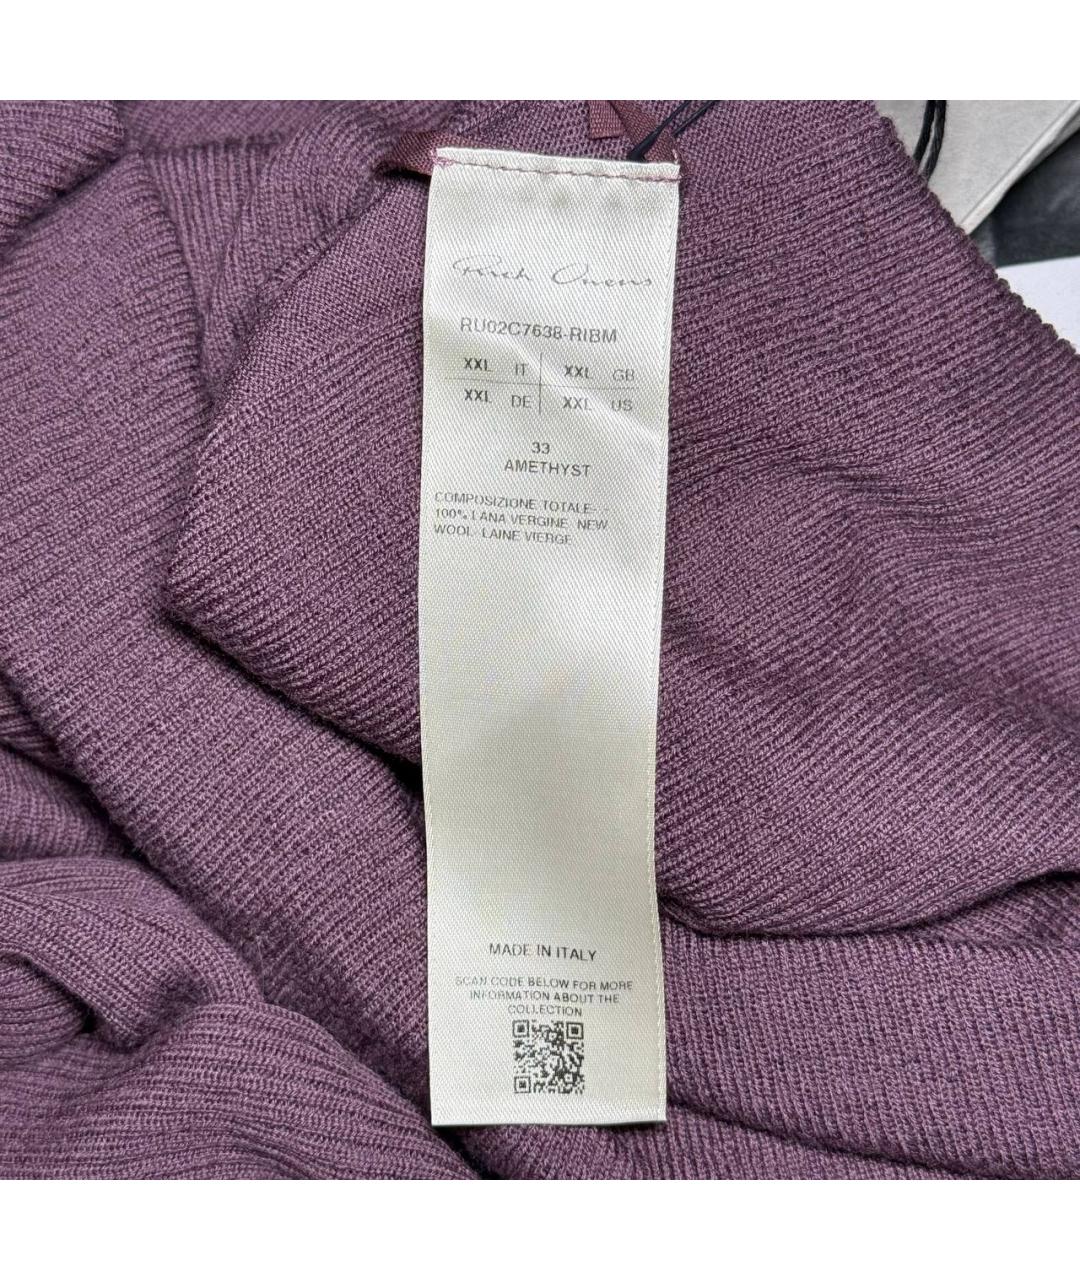 Rick Owens
RU02C7638-RIBM
XXL IT XXL GB
XXL DE XXL US
33
AMETHYST
COMPOSIZIONE TOTALE-
100% LANA VERGINE NEW
WOOL LAINE VIERGE
MADE IN ITALY
SCAN CODE BELOW FOR MORE
INFORMATION ABOUT THE
COLLECTION